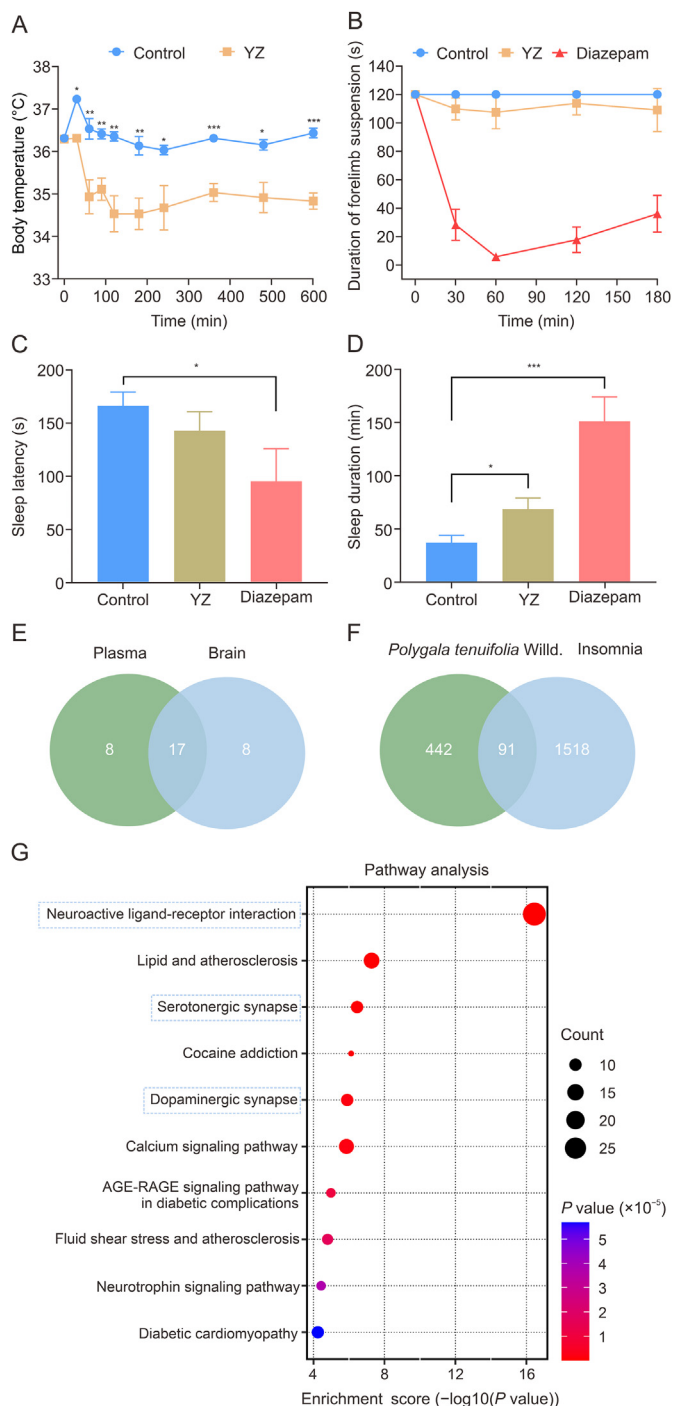 A
Control
YZ
Body temperature (°C)
38
37
36
35
34
33
*
**
**
**
**
*
***
*
***
0
100
200
300
400
500
600
Time (min)
B
Control
YZ
Diazepam
Duration of forelimb suspension (s)
140
120
100
80
60
40
20
0
0
30
60
90
120
150
180
Time (min)
C
Sleep latency (s)
200
150
100
50
0
*
Control
YZ
Diazepam
D
Sleep duration (min)
200
150
100
50
0
***
*
Control
YZ
Diazepam
E
Plasma
Brain
8
17
8
F
Polygala tenuifolia Willd.
Insomnia
442
91
1518
G
Pathway analysis
Neuroactive ligand-receptor interaction
Lipid and atherosclerosis
Serotonergic synapse
Cocaine addiction
Dopaminergic synapse
Calcium signaling pathway
AGE-RAGE signaling pathway
in diabetic complications
Fluid shear stress and atherosclerosis
Neurotrophin signaling pathway
Diabetic cardiomyopathy
4
8
12
16
Enrichment score (−log10(P value))
Count
10
15
20
25
P value (×10⁻⁵)
5
4
3
2
1